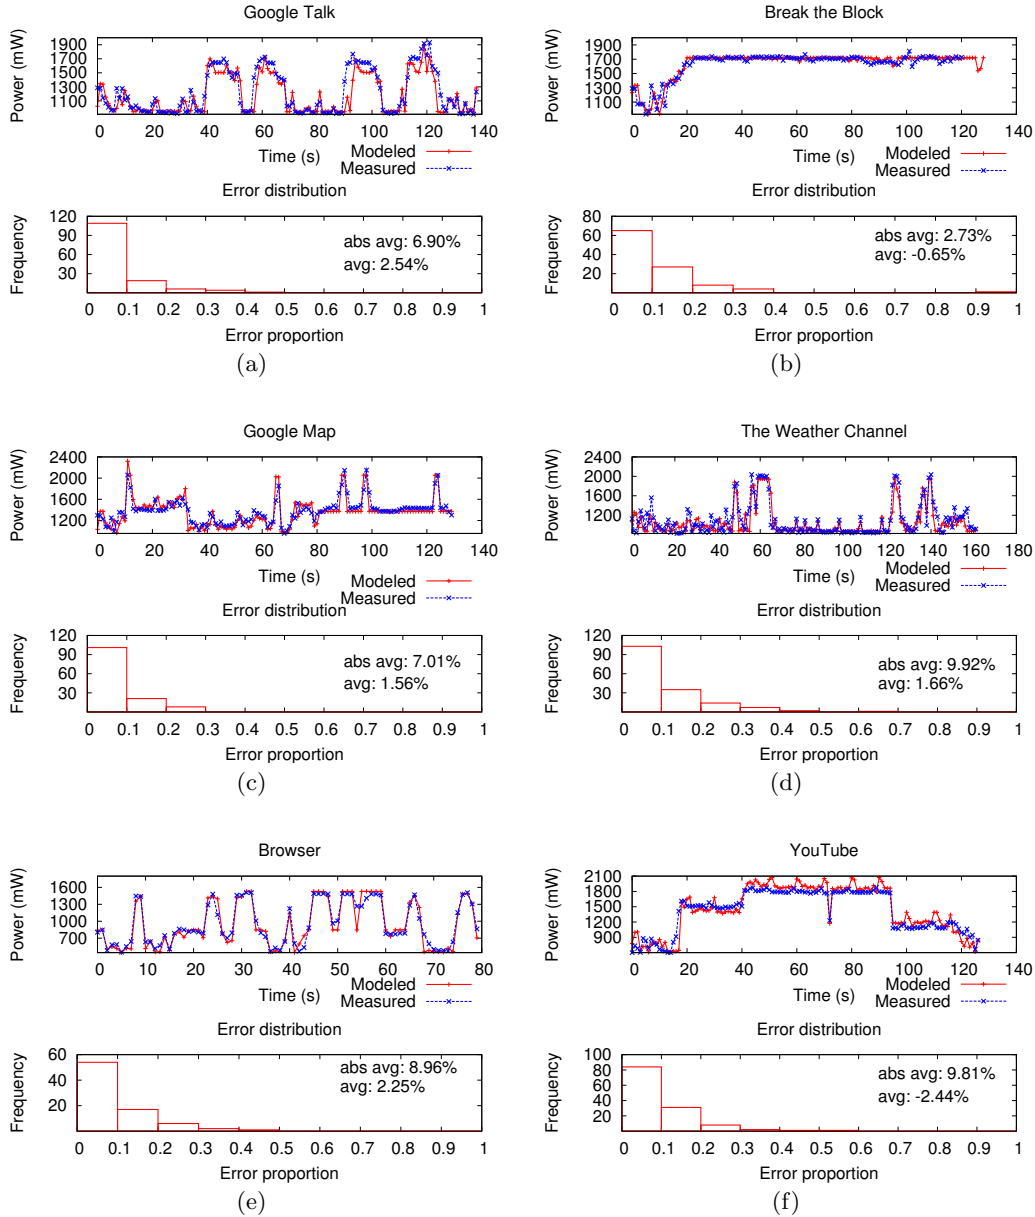 Google Talk
Power (mW)
1900
1500
1100
0 20 40 60 80 100 120 140
Time (s)
Modeled
Measured
Error distribution
Frequency
120
90
60
30
abs avg: 6.90%
avg: 2.54%
0 0.1 0.2 0.3 0.4 0.5 0.6 0.7 0.8 0.9 1
Error proportion
(a)
Break the Block
Power (mW)
1900
1500
1100
0 20 40 60 80 100 120 140
Time (s)
Modeled
Measured
Error distribution
Frequency
80
60
40
20
abs avg: 2.73%
avg: -0.65%
0 0.1 0.2 0.3 0.4 0.5 0.6 0.7 0.8 0.9 1
Error proportion
(b)
Google Map
Power (mW)
2400
2000
1600
1200
0 20 40 60 80 100 120 140
Time (s)
Modeled
Measured
Error distribution
Frequency
120
90
60
30
abs avg: 7.01%
avg: 1.56%
0 0.1 0.2 0.3 0.4 0.5 0.6 0.7 0.8 0.9 1
Error proportion
(c)
The Weather Channel
Power (mW)
2400
2000
1600
1200
0 20 40 60 80 100 120 140 160 180
Time (s)
Modeled
Measured
Error distribution
Frequency
120
90
60
30
abs avg: 9.92%
avg: 1.66%
0 0.1 0.2 0.3 0.4 0.5 0.6 0.7 0.8 0.9 1
Error proportion
(d)
Browser
Power (mW)
1600
1300
1000
700
0 10 20 30 40 50 60 70 80
Time (s)
Modeled
Measured
Error distribution
Frequency
60
40
20
abs avg: 8.96%
avg: 2.25%
0 0.1 0.2 0.3 0.4 0.5 0.6 0.7 0.8 0.9 1
Error proportion
(e)
YouTube
Power (mW)
2100
1800
1500
1200
900
0 20 40 60 80 100 120 140
Time (s)
Modeled
Measured
Error distribution
Frequency
100
80
60
40
20
abs avg: 9.81%
avg: -2.44%
0 0.1 0.2 0.3 0.4 0.5 0.6 0.7 0.8 0.9 1
Error proportion
(f)